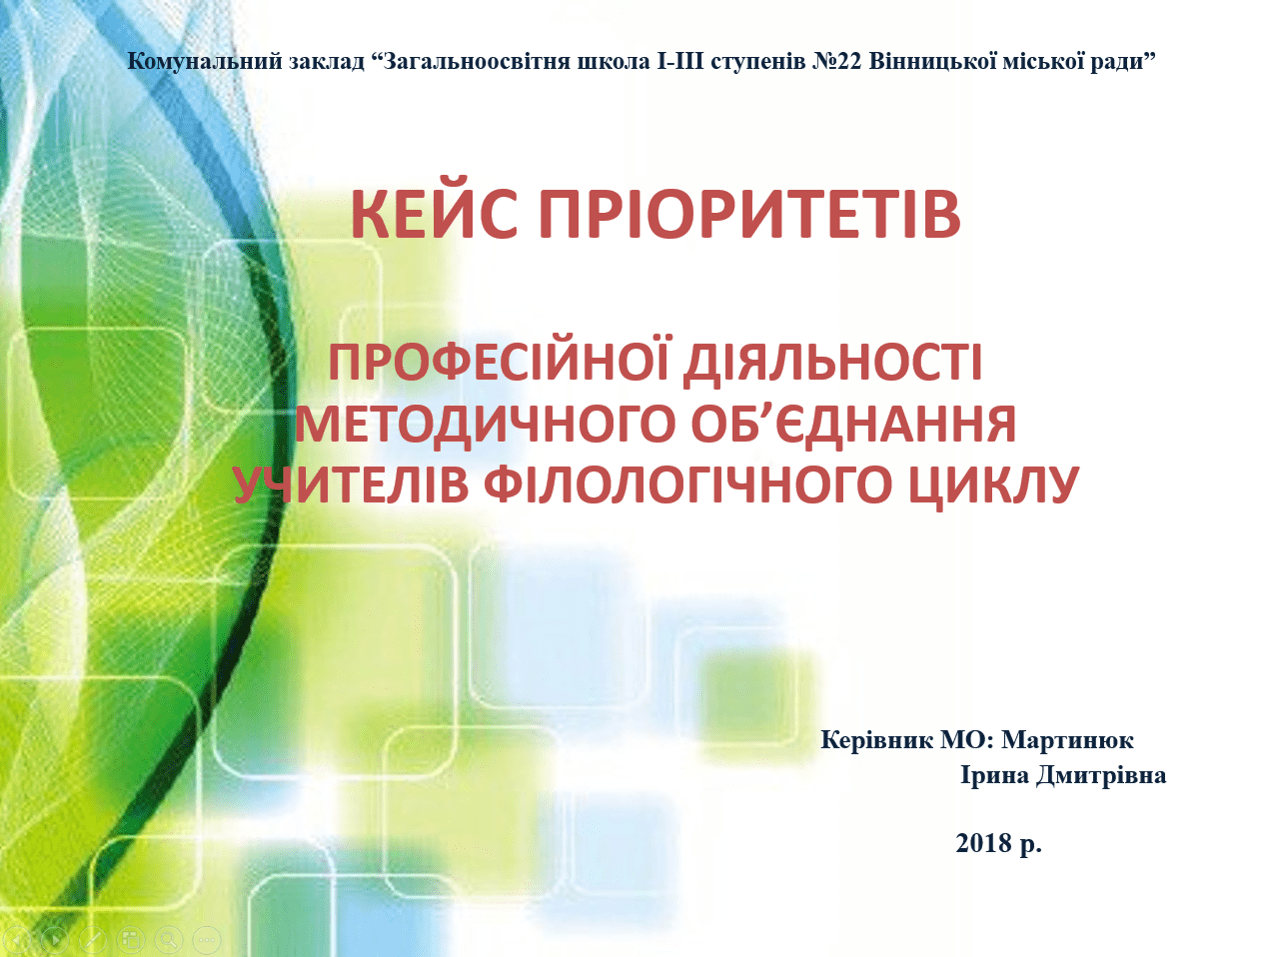 Комунальний заклад “Загальноосвітня школа І-ІІІ ступенів №22 Вінницької міської ради”
КЕЙС ПРІОРИТЕТІВ
ПРОФЕСІЙНОЇ ДІЯЛЬНОСТІ
МЕТОДИЧНОГО ОБ’ЄДНАННЯ
УЧИТЕЛІВ ФІЛОЛОГІЧНОГО ЦИКЛУ
Керівник МО: Мартинюк
Ірина Дмитрівна
2018 р.